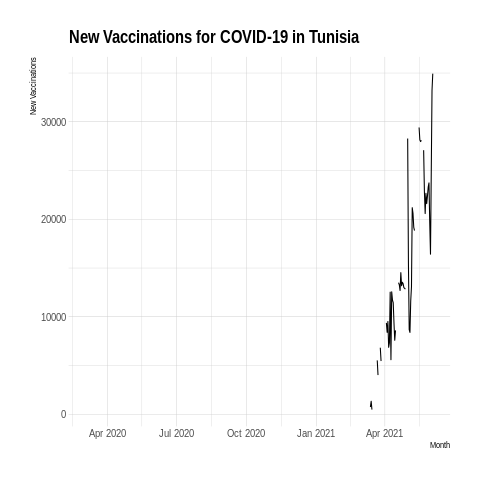 New Vaccinations for COVID-19 in Tunisia
New Vaccinations
30000
20000
10000
0
Apr 2020 Jul 2020 Oct 2020 Jan 2021 Apr 2021
Month